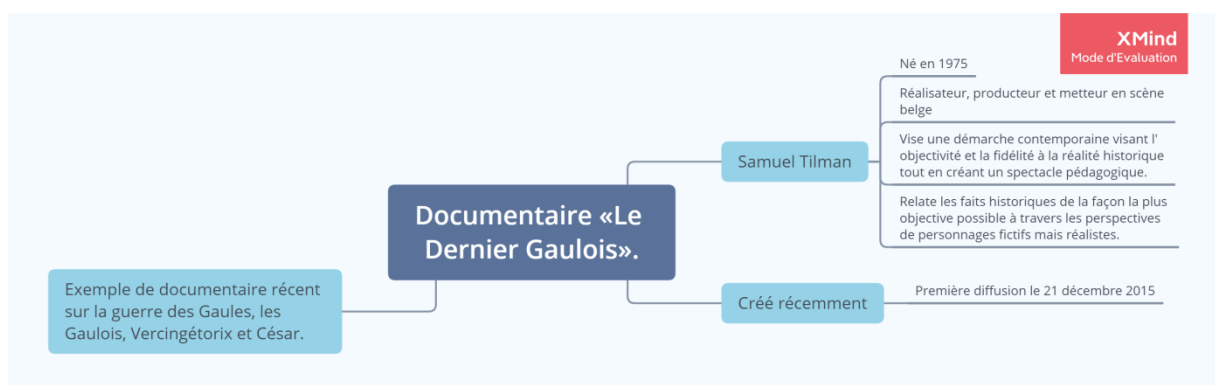 XMind
Mode d'Evaluation
Né en 1975
Réalisateur, producteur et metteur en scène
belge
Vise une démarche contemporaine visant l'
objectivité et la fidélité à la réalité historique
tout en créant un spectacle pédagogique.
Samuel Tilman
Relate les faits historiques de la façon la plus
objective possible à travers les perspectives
de personnages fictifs mais réalistes.
Documentaire «Le
Dernier Gaulois».
Exemple de documentaire récent
sur la guerre des Gaules, les
Gaulois, Vercingétorix et César.
Créé récemment
Première diffusion le 21 décembre 2015